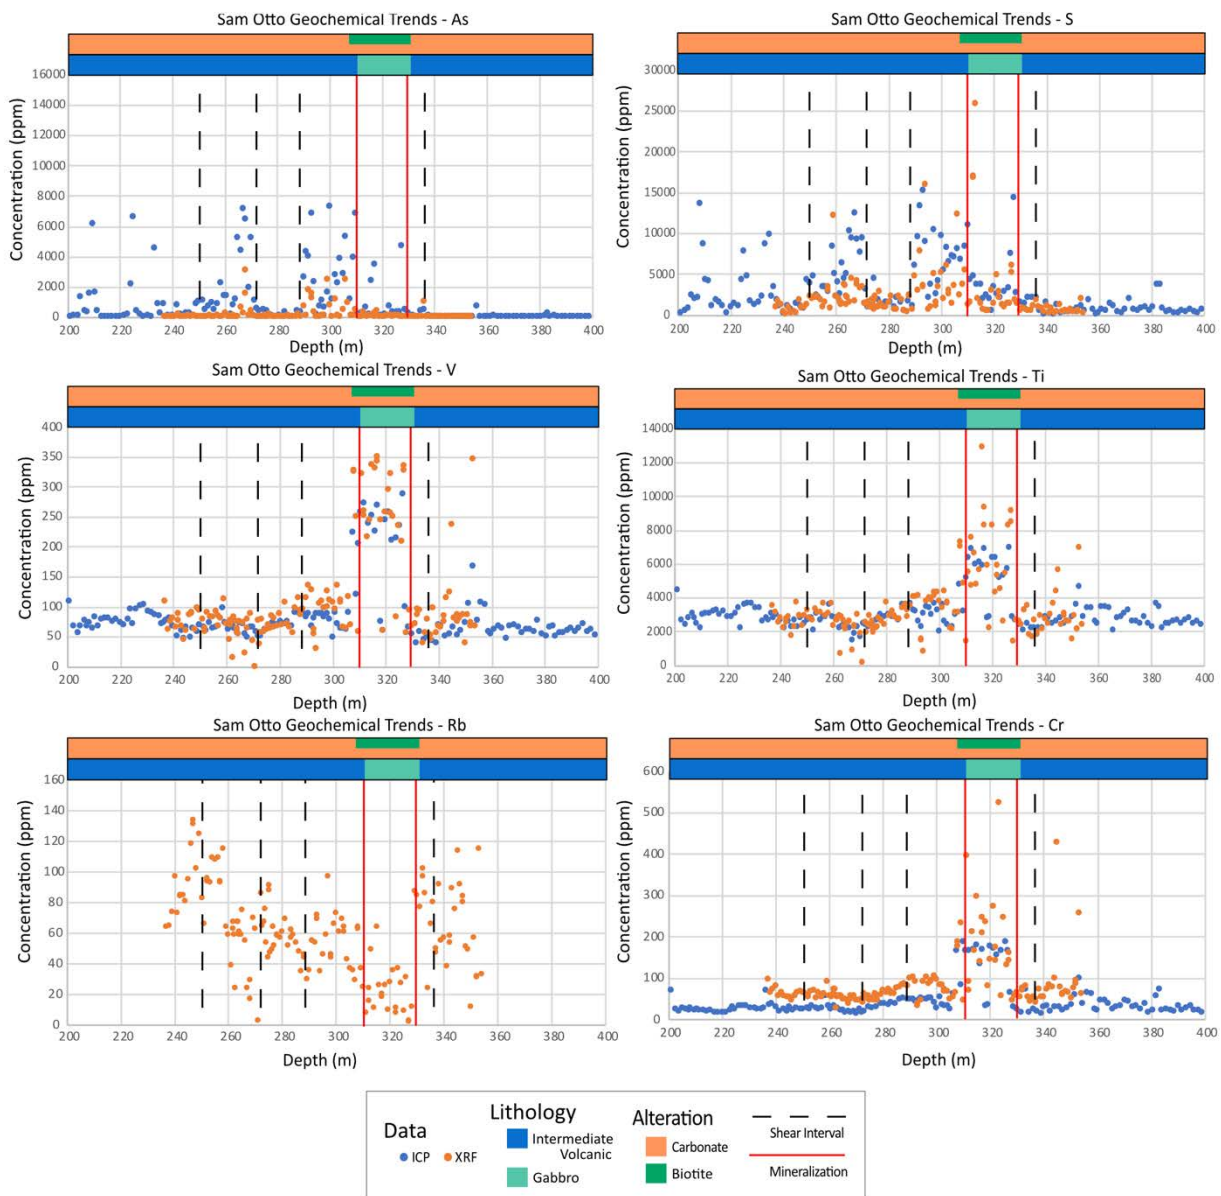 Sam Otto Geochemical Trends - As
Concentration (ppm)
16000
14000
12000
10000
8000
6000
4000
2000
0
200 220 240 260 280 300 320 340 360 380 400
Depth (m)
Sam Otto Geochemical Trends - S
Concentration (ppm)
30000
25000
20000
15000
10000
5000
0
200 220 240 260 280 300 320 340 360 380 400
Depth (m)
Sam Otto Geochemical Trends - V
Concentration (ppm)
400
350
300
250
200
150
100
50
0
200 220 240 260 280 300 320 340 360 380 400
Depth (m)
Sam Otto Geochemical Trends - Ti
Concentration (ppm)
14000
12000
10000
8000
6000
4000
2000
0
200 220 240 260 280 300 320 340 360 380 400
Depth (m)
Sam Otto Geochemical Trends - Rb
Concentration (ppm)
160
140
120
100
80
60
40
20
0
200 220 240 260 280 300 320 340 360 380 400
Depth (m)
Sam Otto Geochemical Trends - Cr
Concentration (ppm)
600
500
400
300
200
100
0
200 220 240 260 280 300 320 340 360 380 400
Depth (m)
Data
ICP XRF
Lithology
Intermediate
Volcanic
Gabbro
Alteration
Carbonate
Biotite
Shear Interval
Mineralization